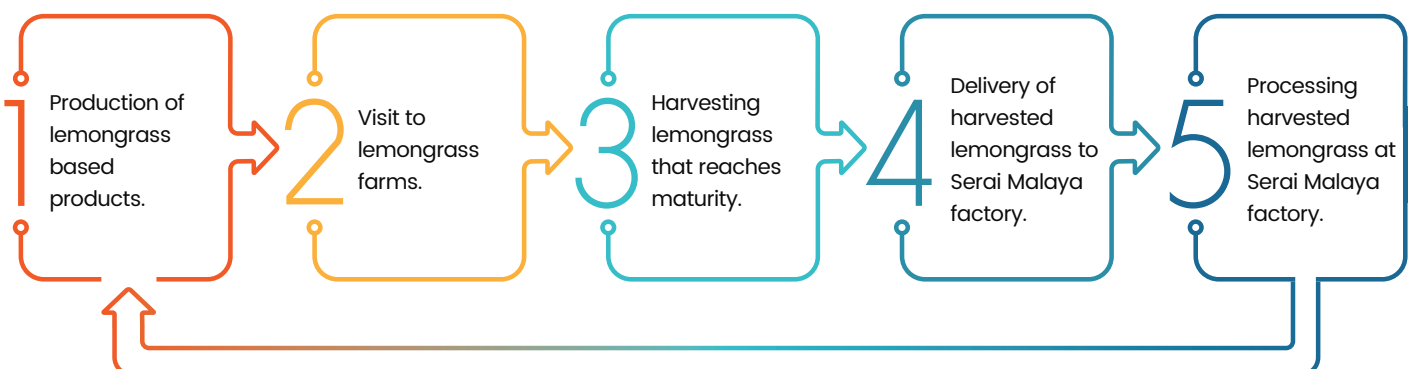 1
Production of
lemongrass
based
products.
2
Visit to
lemongrass
farms.
3
Harvesting
lemongrass
that reaches
maturity.
4
Delivery of
harvested
lemongrass to
Serai Malaya
factory.
5
Processing
harvested
lemongrass at
Serai Malaya
factory.